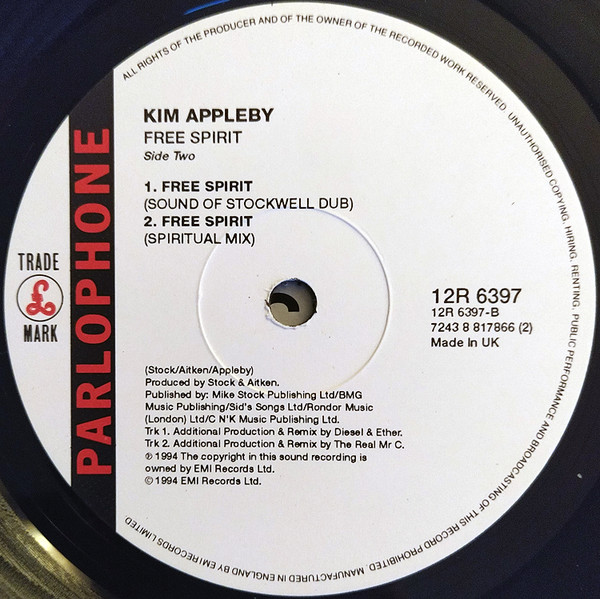 ALL RIGHTS OF THE PRODUCER AND OF THE OWNER OF THE RECORDED WORK RESERVED. UNAUTHORISED COPYING, HIRING, RENTING, PUBLIC PERFORMANCE AND BROADCASTING OF THIS RECORD PROHIBITED. MANUFACTURED IN ENGLAND BY EMI RECORDS LIMITED
KIM APPLEBY
FREE SPIRIT
Side Two
1. FREE SPIRIT
(SOUND OF STOCKWELL DUB)
2. FREE SPIRIT
(SPIRITUAL MIX)
TRADE
£
MARK
PARLOPHONE
12R 6397
12R 6397-B
7243 8 817866 (2)
Made In UK
(Stock/Aitken/Appleby)
Produced by Stock & Aitken.
Published by: Mike Stock Publishing Ltd/BMG
Music Publishing/Sid's Songs Ltd/Rondor Music
(London) Ltd/C N'K Music Publishing Ltd.
Trk 1. Additional Production & Remix by Diesel & Ether.
Trk 2. Additional Production & Remix by The Real Mr C.
℗ 1994 The copyright in this sound recording is
owned by EMI Records Ltd.
© 1994 EMI Records Ltd.